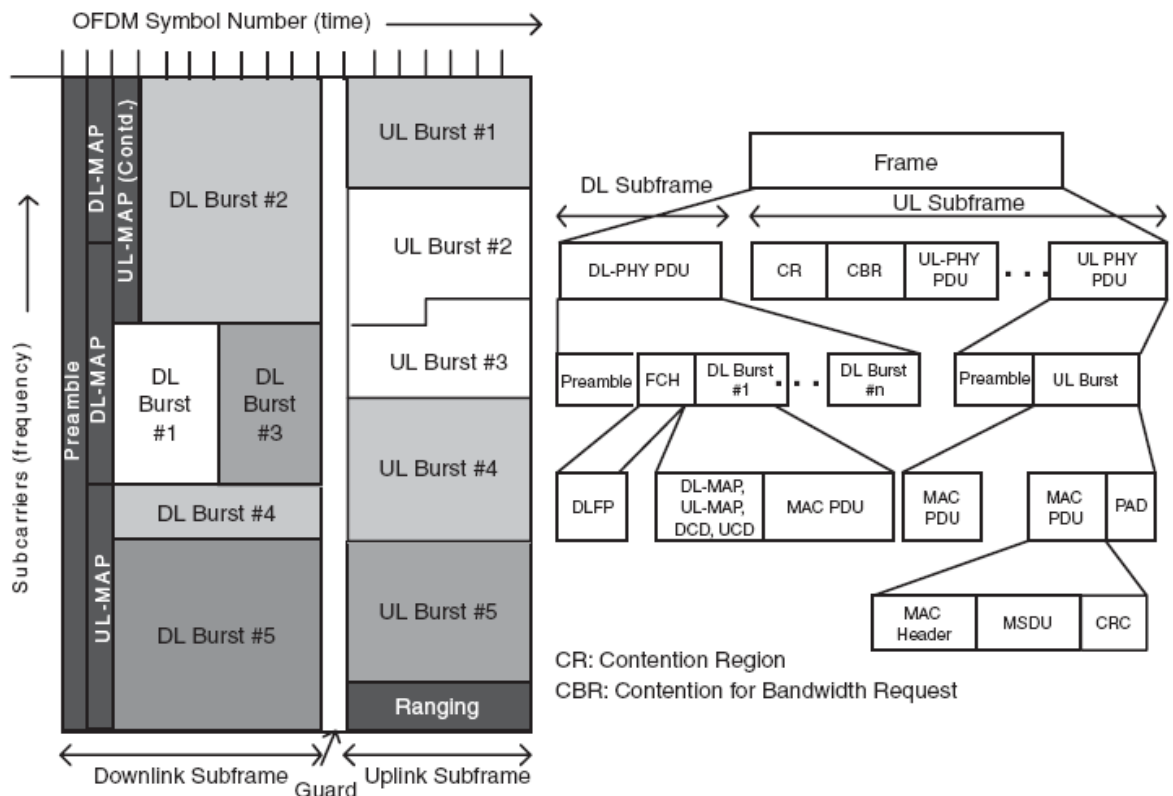 OFDM Symbol Number (time)
Subcarriers (frequency)
Preamble
DL-MAP
DL-MAP
UL-MAP
UL-MAP (Contd.)
DL Burst #2
DL
Burst
#1
DL
Burst
#3
DL Burst #4
DL Burst #5
UL Burst #1
UL Burst #2
UL Burst #3
UL Burst #4
UL Burst #5
Ranging
Downlink Subframe
Guard
Uplink Subframe
Frame
DL Subframe
UL Subframe
DL-PHY PDU
CR
CBR
UL-PHY
PDU
UL PHY
PDU
Preamble
FCH
DL Burst
#1
DL Burst
#n
Preamble
UL Burst
DLFP
DL-MAP,
UL-MAP,
DCD, UCD
MAC PDU
MAC
PDU
MAC
PDU
PAD
MAC
Header
MSDU
CRC
CR: Contention Region
CBR: Contention for Bandwidth Request